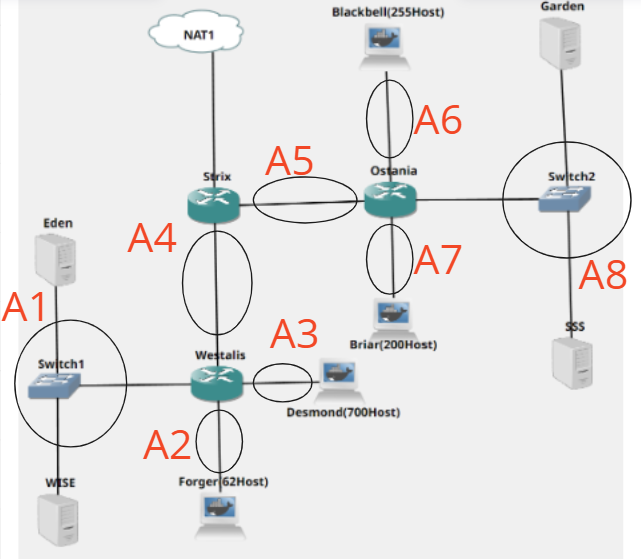 Blackbell(255Host)
Garden
NAT1
A6
A5
Strix
Ostania
Switch2
Eden
A4
A7
A8
A1
A3
Briar(200Host)
SSS
Westalis
Switch1
Desmond(700Host)
A2
WISE
Forger(62Host)